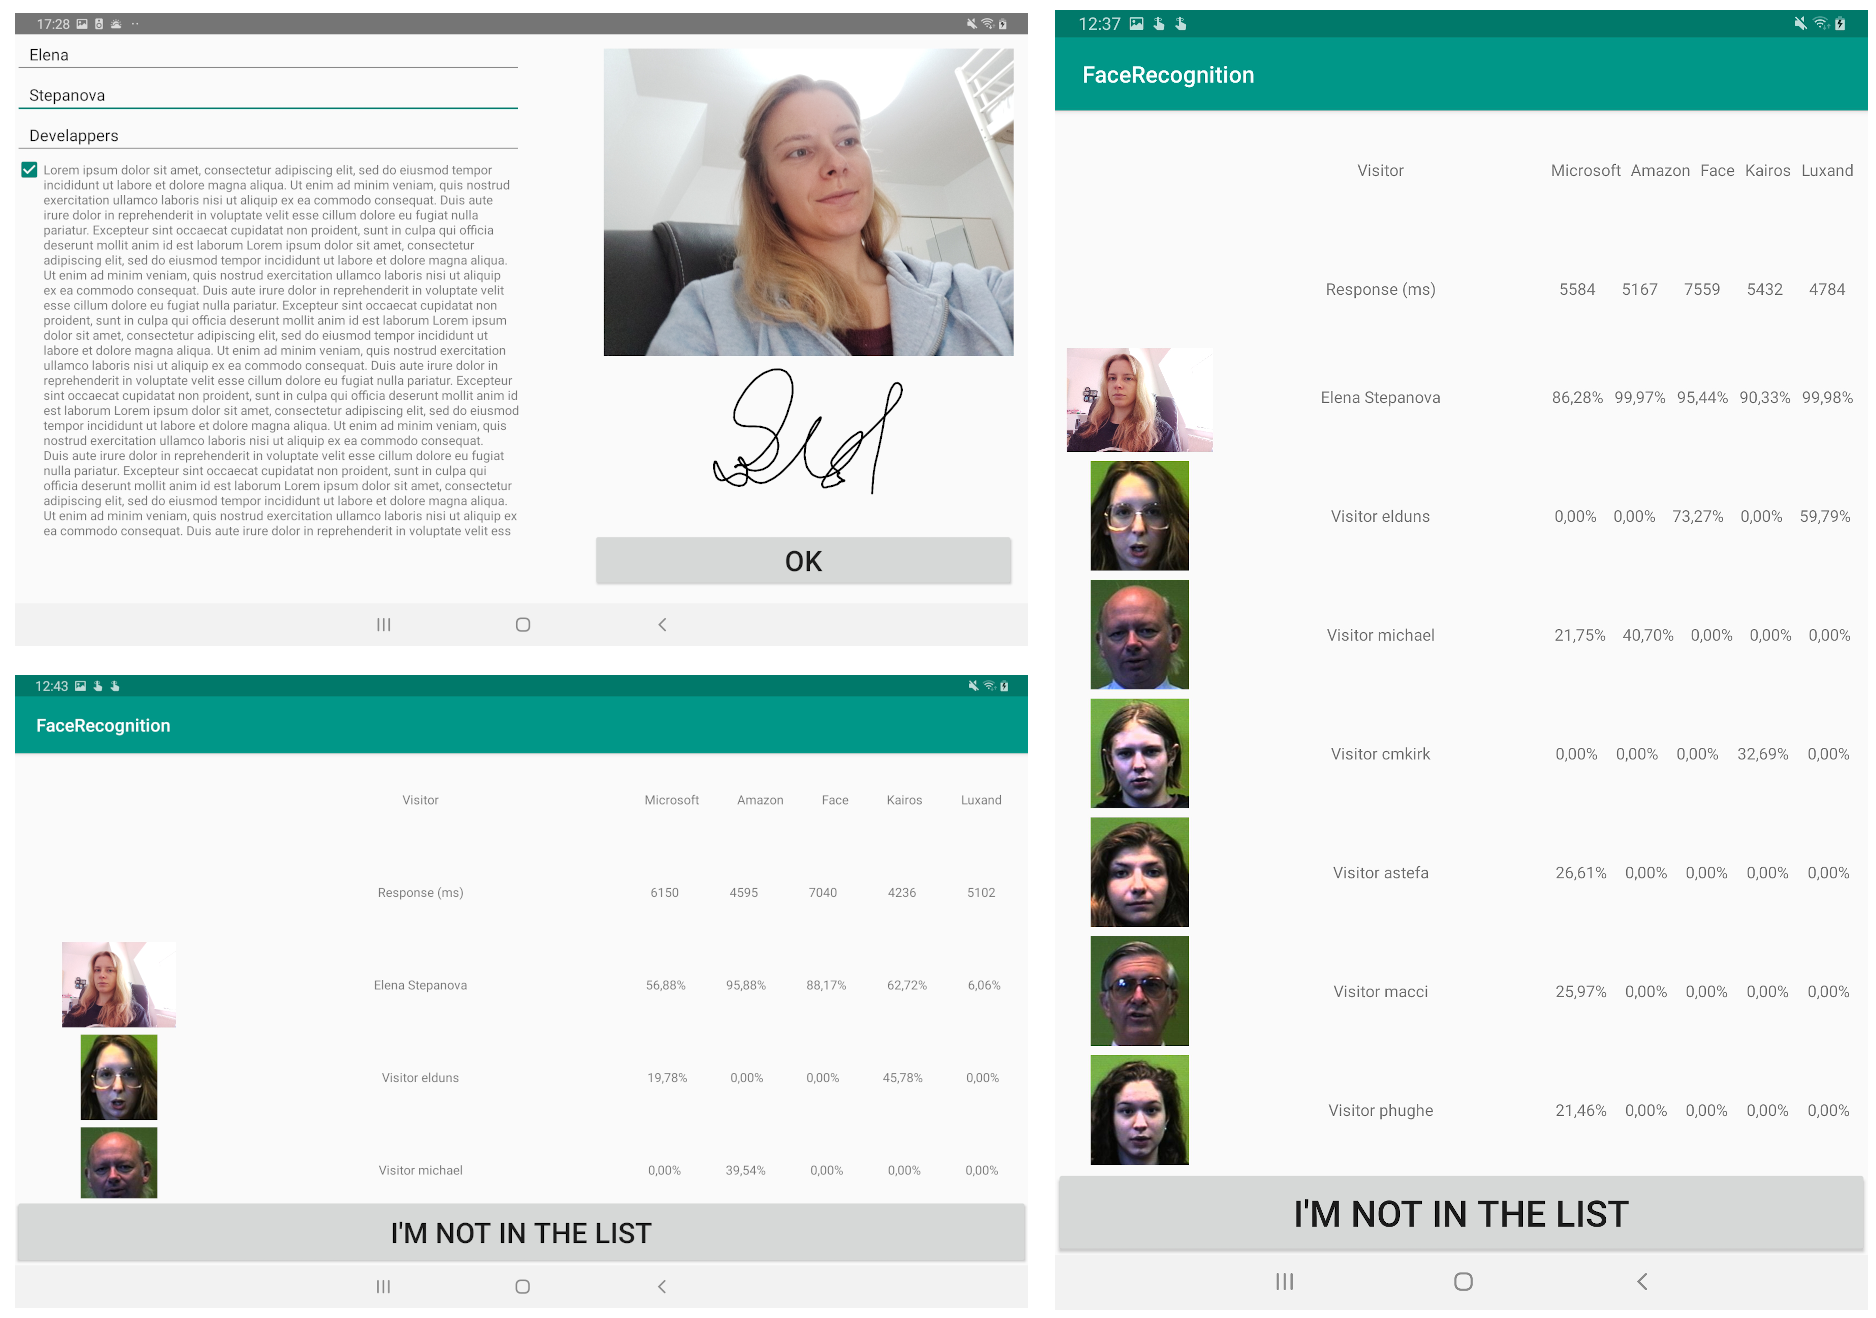 17:28
Elena
Stepanova
Develappers
Lorem ipsum dolor sit amet, consectetur adipiscing elit, sed do eiusmod tempor
incididunt ut labore et dolore magna aliqua. Ut enim ad minim veniam, quis nostrud
exercitation ullamco laboris nisi ut aliquip ex ea commodo consequat. Duis aute
irure dolor in reprehenderit in voluptate velit esse cillum dolore eu fugiat nulla
pariatur. Excepteur sint occaecat cupidatat non proident, sunt in culpa qui officia
deserunt mollit anim id est laborum Lorem ipsum dolor sit amet, consectetur
adipiscing elit, sed do eiusmod tempor incididunt ut labore et dolore magna aliqua.
Ut enim ad minim veniam, quis nostrud exercitation ullamco laboris nisi ut aliquip
ex ea commodo consequat. Duis aute irure dolor in reprehenderit in voluptate velit
esse cillum dolore eu fugiat nulla pariatur. Excepteur sint occaecat cupidatat non
proident, sunt in culpa qui officia deserunt mollit anim id est laborum Lorem ipsum
dolor sit amet, consectetur adipiscing elit, sed do eiusmod tempor incididunt ut
labore et dolore magna aliqua. Ut enim ad minim veniam, quis nostrud exercitation
ullamco laboris nisi ut aliquip ex ea commodo consequat. Duis aute irure dolor in
reprehenderit in voluptate velit esse cillum dolore eu fugiat nulla pariatur. Excepteur
sint occaecat cupidatat non proident, sunt in culpa qui officia deserunt mollit anim id
est laborum Lorem ipsum dolor sit amet, consectetur adipiscing elit, sed do eiusmod
tempor incididunt ut labore et dolore magna aliqua. Ut enim ad minim veniam, quis
nostrud exercitation ullamco laboris nisi ut aliquip ex ea commodo consequat.
Duis aute irure dolor in reprehenderit in voluptate velit esse cillum dolore eu fugiat
nulla pariatur. Excepteur sint occaecat cupidatat non proident, sunt in culpa qui
officia deserunt mollit anim id est laborum Lorem ipsum dolor sit amet, consectetur
adipiscing elit, sed do eiusmod tempor incididunt ut labore et dolore magna aliqua.
Ut enim ad minim veniam, quis nostrud exercitation ullamco laboris nisi ut aliquip ex
ea commodo consequat. Duis aute irure dolor in reprehenderit in voluptate velit ess
OK
12:43
FaceRecognition
Visitor Microsoft Amazon Face Kairos Luxand
Response (ms) 6150 4595 7040 4236 5102
Elena Stepanova 56,88% 95,88% 88,17% 62,72% 6,06%
Visitor elduns 19,78% 0,00% 0,00% 45,78% 0,00%
Visitor michael 0,00% 39,54% 0,00% 0,00% 0,00%
I'M NOT IN THE LIST
12:37
FaceRecognition
Visitor Microsoft Amazon Face Kairos Luxand
Response (ms) 5584 5167 7559 5432 4784
Elena Stepanova 86,28% 99,97% 95,44% 90,33% 99,98%
Visitor elduns 0,00% 0,00% 73,27% 0,00% 59,79%
Visitor michael 21,75% 40,70% 0,00% 0,00% 0,00%
Visitor cmkirk 0,00% 0,00% 0,00% 32,69% 0,00%
Visitor astefa 26,61% 0,00% 0,00% 0,00% 0,00%
Visitor macci 25,97% 0,00% 0,00% 0,00% 0,00%
Visitor phughe 21,46% 0,00% 0,00% 0,00% 0,00%
I'M NOT IN THE LIST